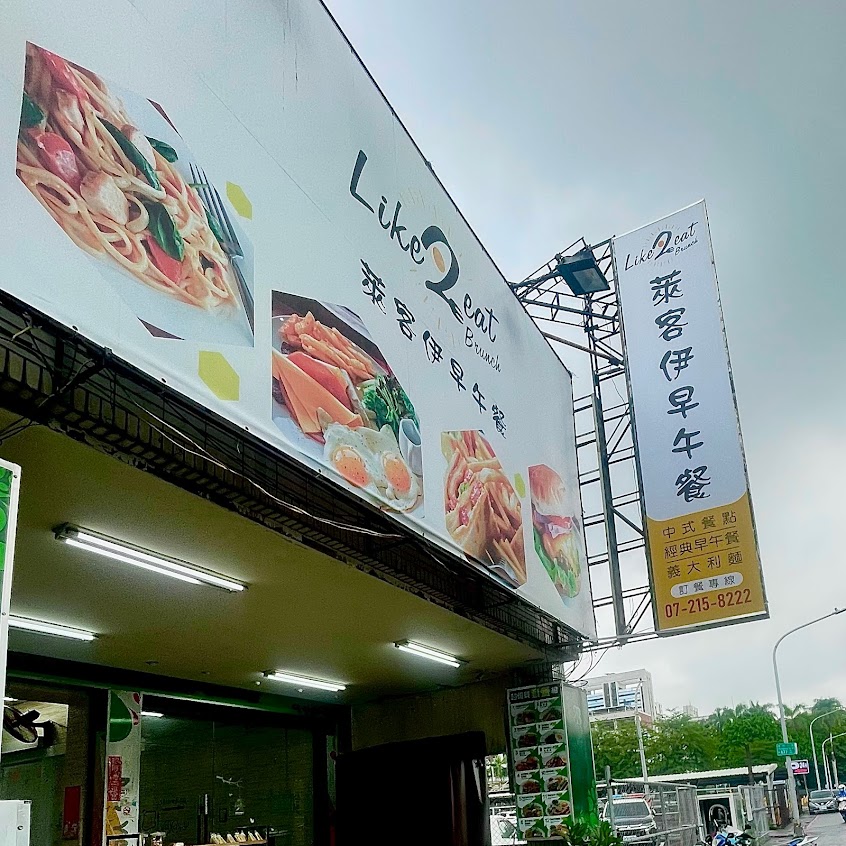 Like2eat
Brunch
萊客伊早午餐
Like2eat
Brunch
萊客伊早午餐
中式餐點
經典早午餐
義大利麵
訂餐專線
07-215-8222